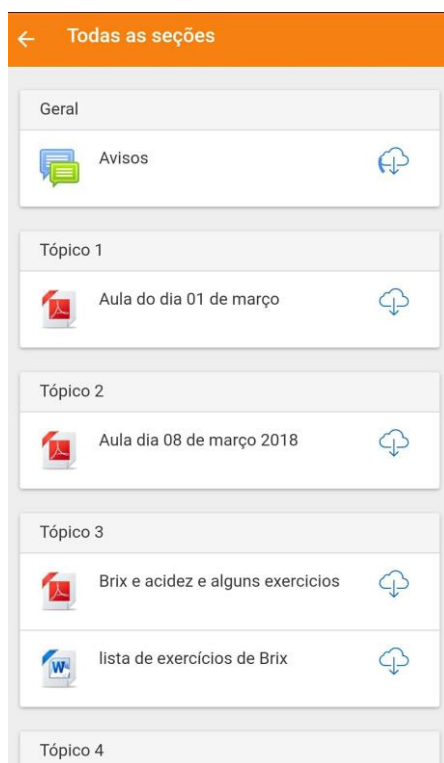 Todas as seções
Geral
Avisos
Tópico 1
Aula do dia 01 de março
Tópico 2
Aula dia 08 de março 2018
Tópico 3
Brix e acidez e alguns exercicios
lista de exercícios de Brix
Tópico 4